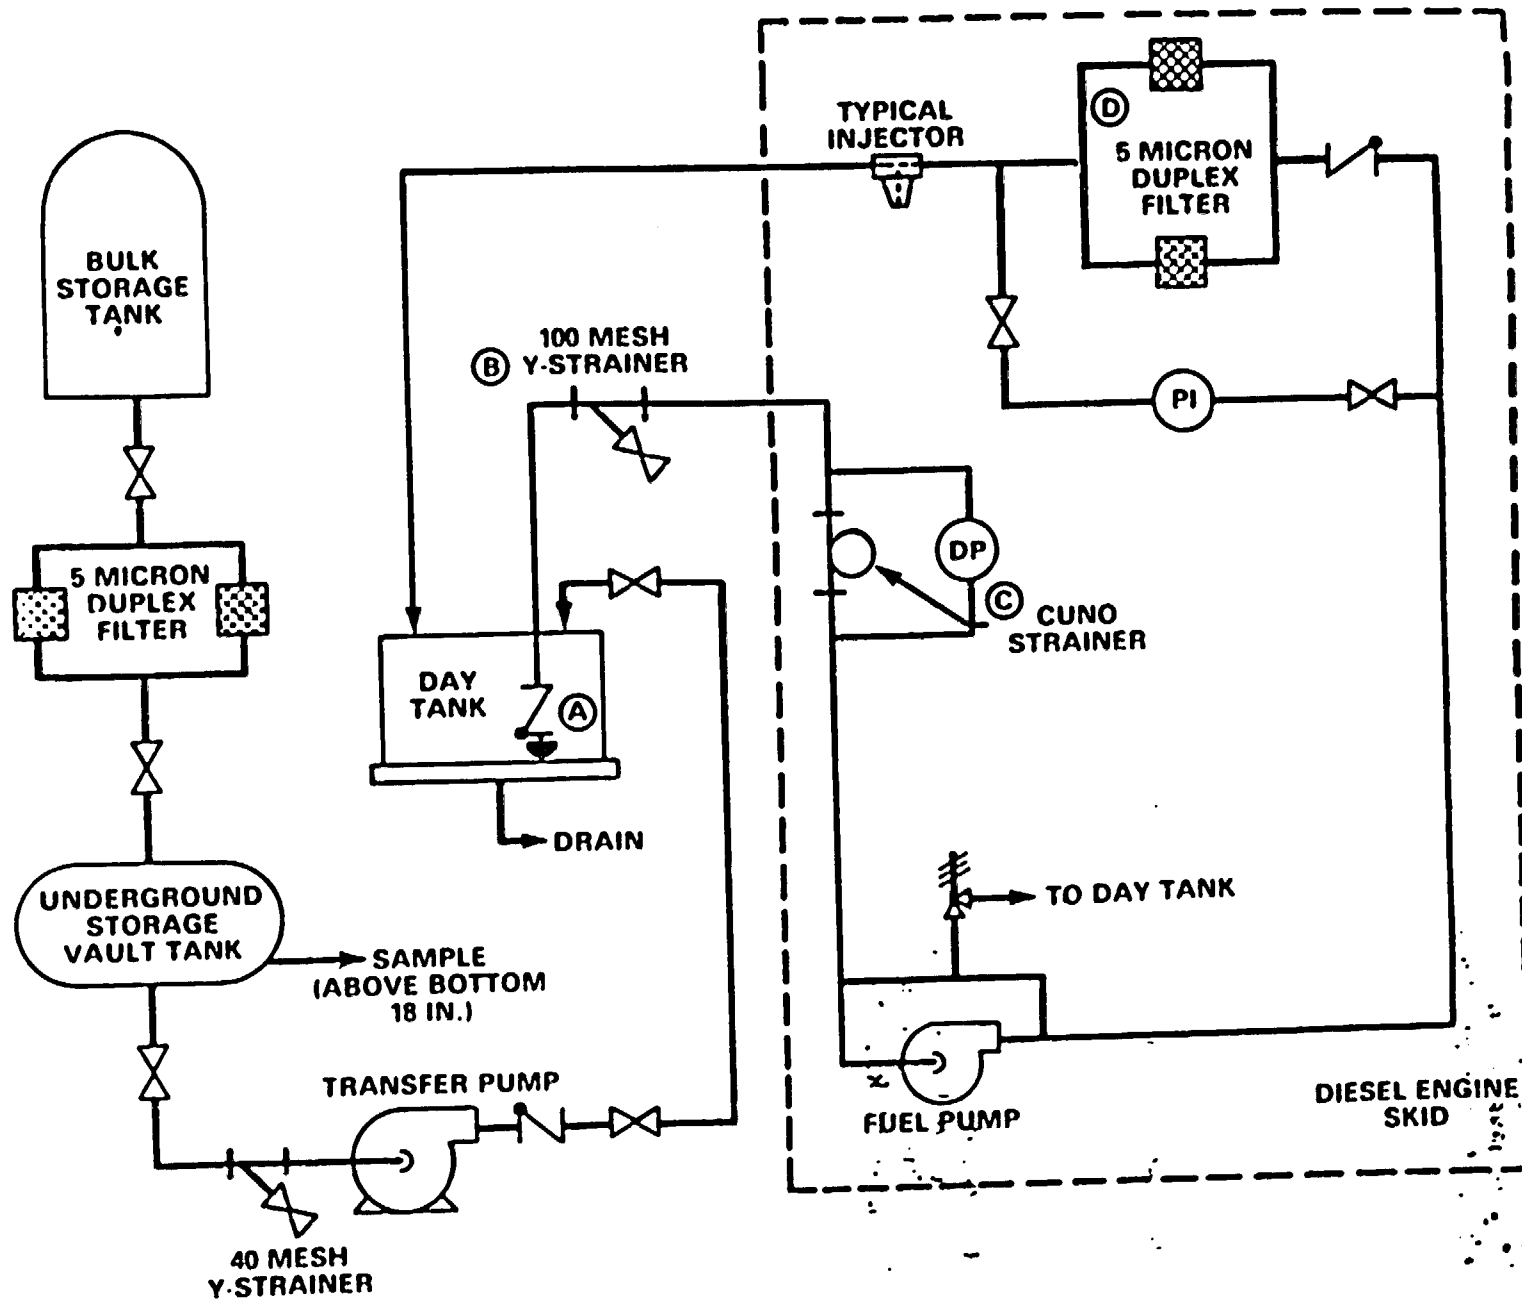 TYPICAL
INJECTOR
D
5 MICRON
DUPLEX
FILTER
BULK
STORAGE
TANK
100 MESH
B Y-STRAINER
PI
5 MICRON
DUPLEX
FILTER
DP
C CUNO
STRAINER
DAY
TANK
A
DRAIN
TO DAY TANK
UNDERGROUND
STORAGE
VAULT TANK
SAMPLE
(ABOVE BOTTOM
18 IN.)
TRANSFER PUMP
FUEL PUMP
DIESEL ENGINE
SKID
40 MESH
Y-STRAINER